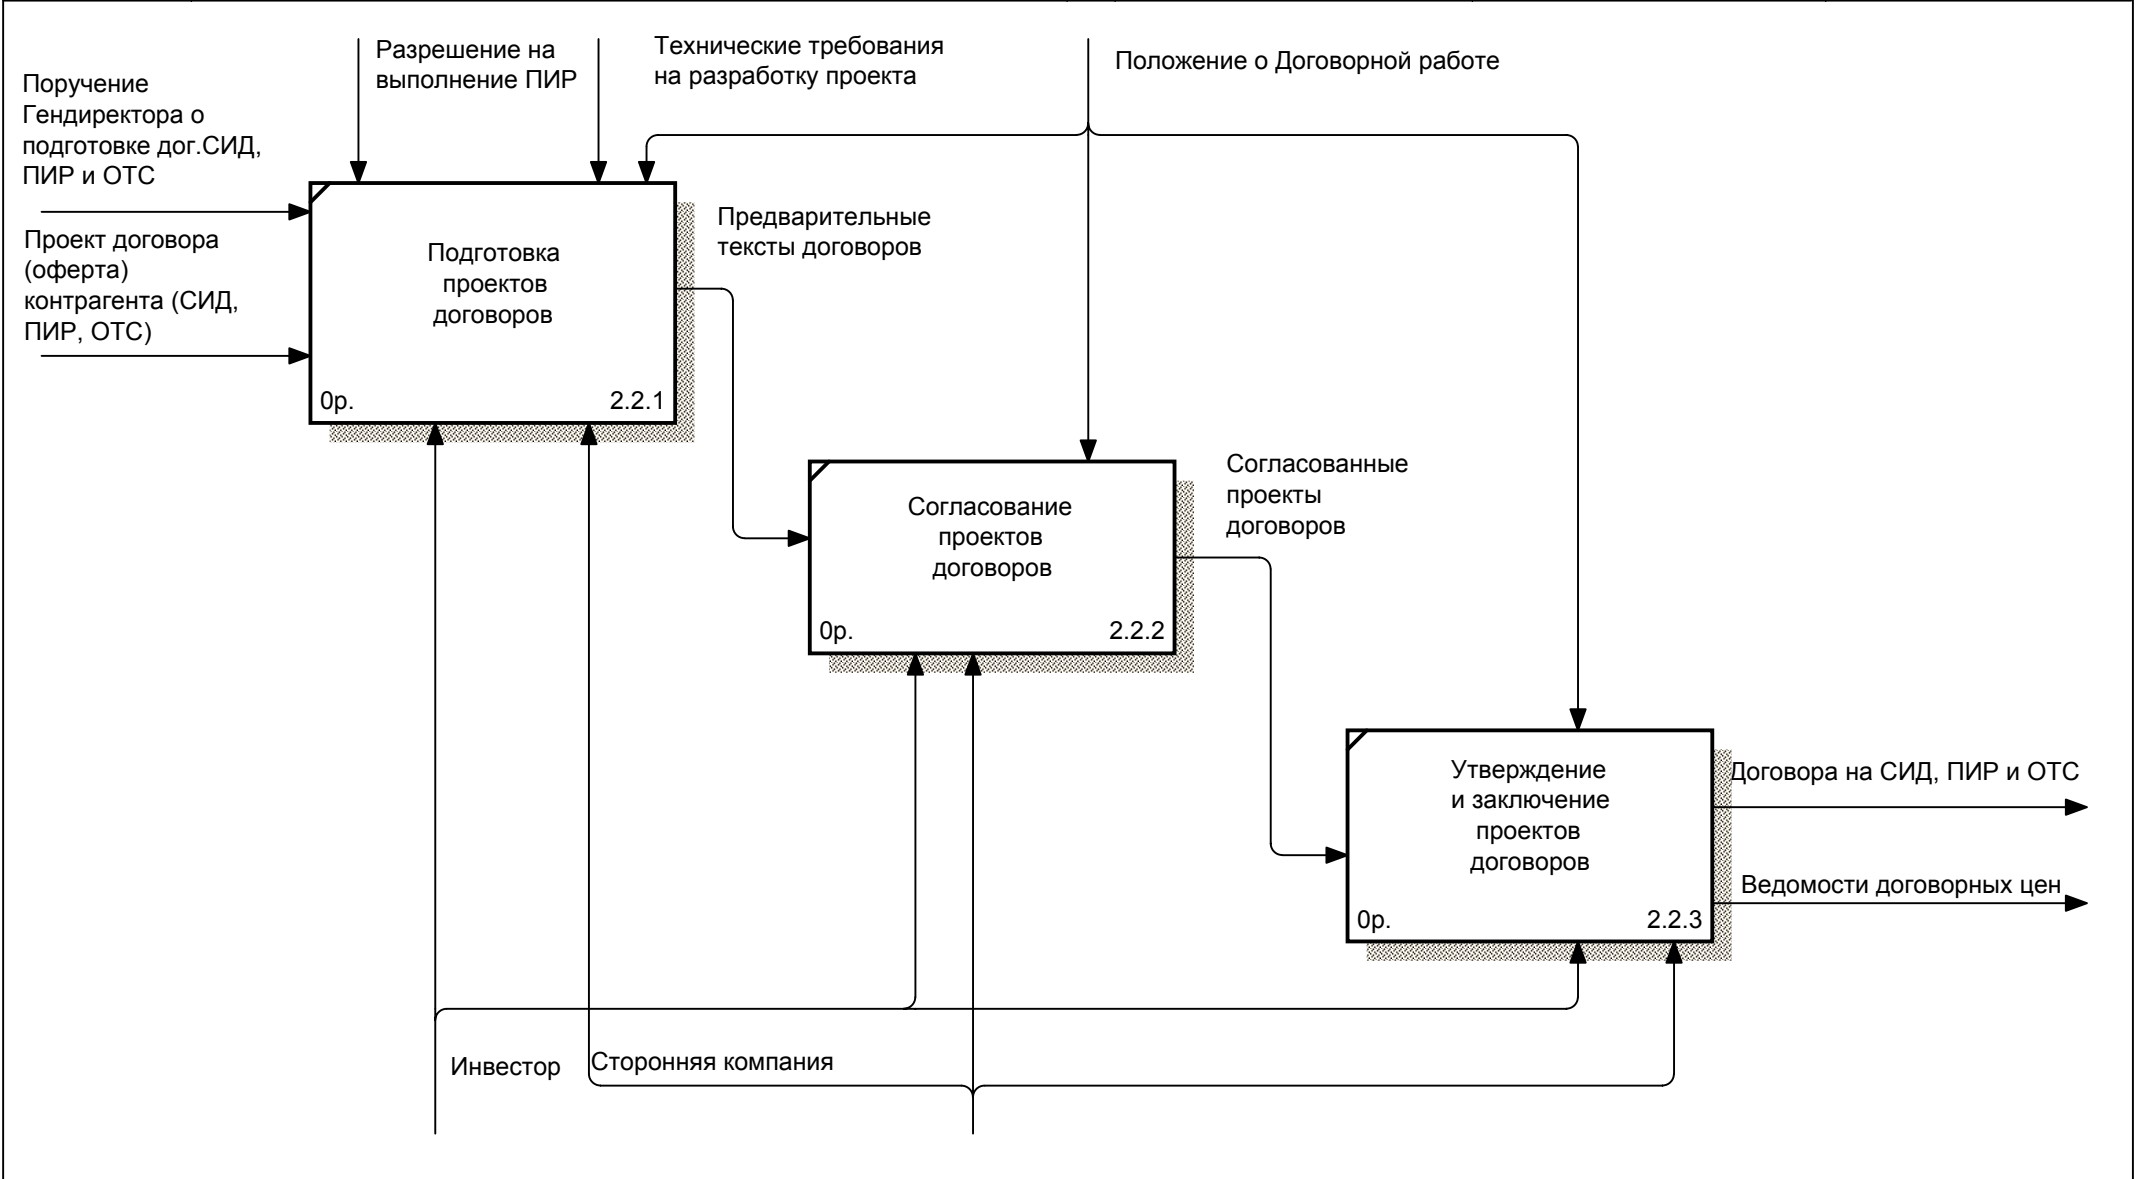 Разрешение на
выполнение ПИР
Технические требования
на разработку проекта
Положение о Договорной работе
Поручение
Гендиректора о
подготовке дог.СИД,
ПИР и ОТС
Проект договора
(оферта)
контрагента (СИД,
ПИР, ОТС)
Подготовка
проектов
договоров
0р.
2.2.1
Предварительные
тексты договоров
Согласование
проектов
договоров
0р.
2.2.2
Согласованные
проекты
договоров
Утверждение
и заключение
проектов
договоров
0р.
2.2.3
Договора на СИД, ПИР и ОТС
Ведомости договорных цен
Инвестор
Сторонняя компания